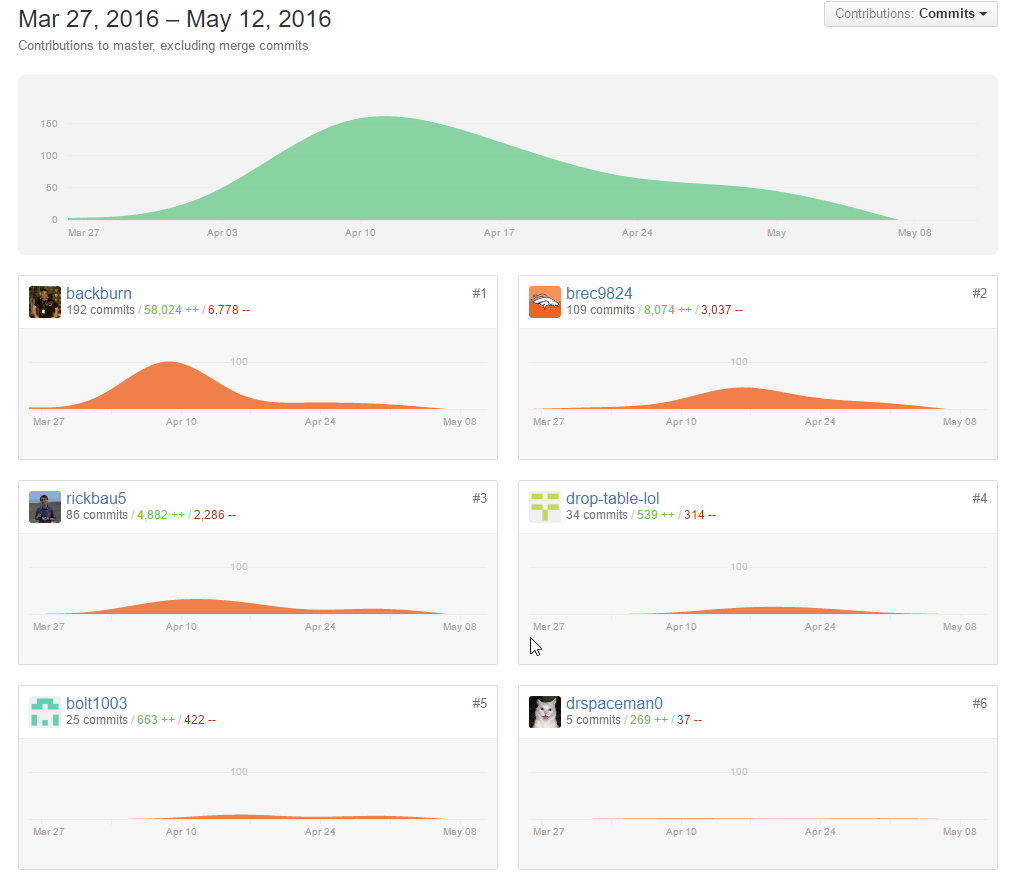 Mar 27, 2016 – May 12, 2016
Contributions: Commits
Contributions to master, excluding merge commits
150
100
50
0
Mar 27 Apr 03 Apr 10 Apr 17 Apr 24 May May 08
backburn #1
192 commits / 58,024 ++ / 6,778 --
100
Mar 27 Apr 10 Apr 24 May 08
brec9824 #2
109 commits / 8,074 ++ / 3,037 --
100
Mar 27 Apr 10 Apr 24 May 08
rickbau5 #3
86 commits / 4,882 ++ / 2,286 --
100
Mar 27 Apr 10 Apr 24 May 08
drop-table-lol #4
34 commits / 539 ++ / 314 --
100
Mar 27 Apr 10 Apr 24 May 08
bolt1003 #5
25 commits / 663 ++ / 422 --
100
Mar 27 Apr 10 Apr 24 May 08
drspaceman0 #6
5 commits / 269 ++ / 37 --
100
Mar 27 Apr 10 Apr 24 May 08